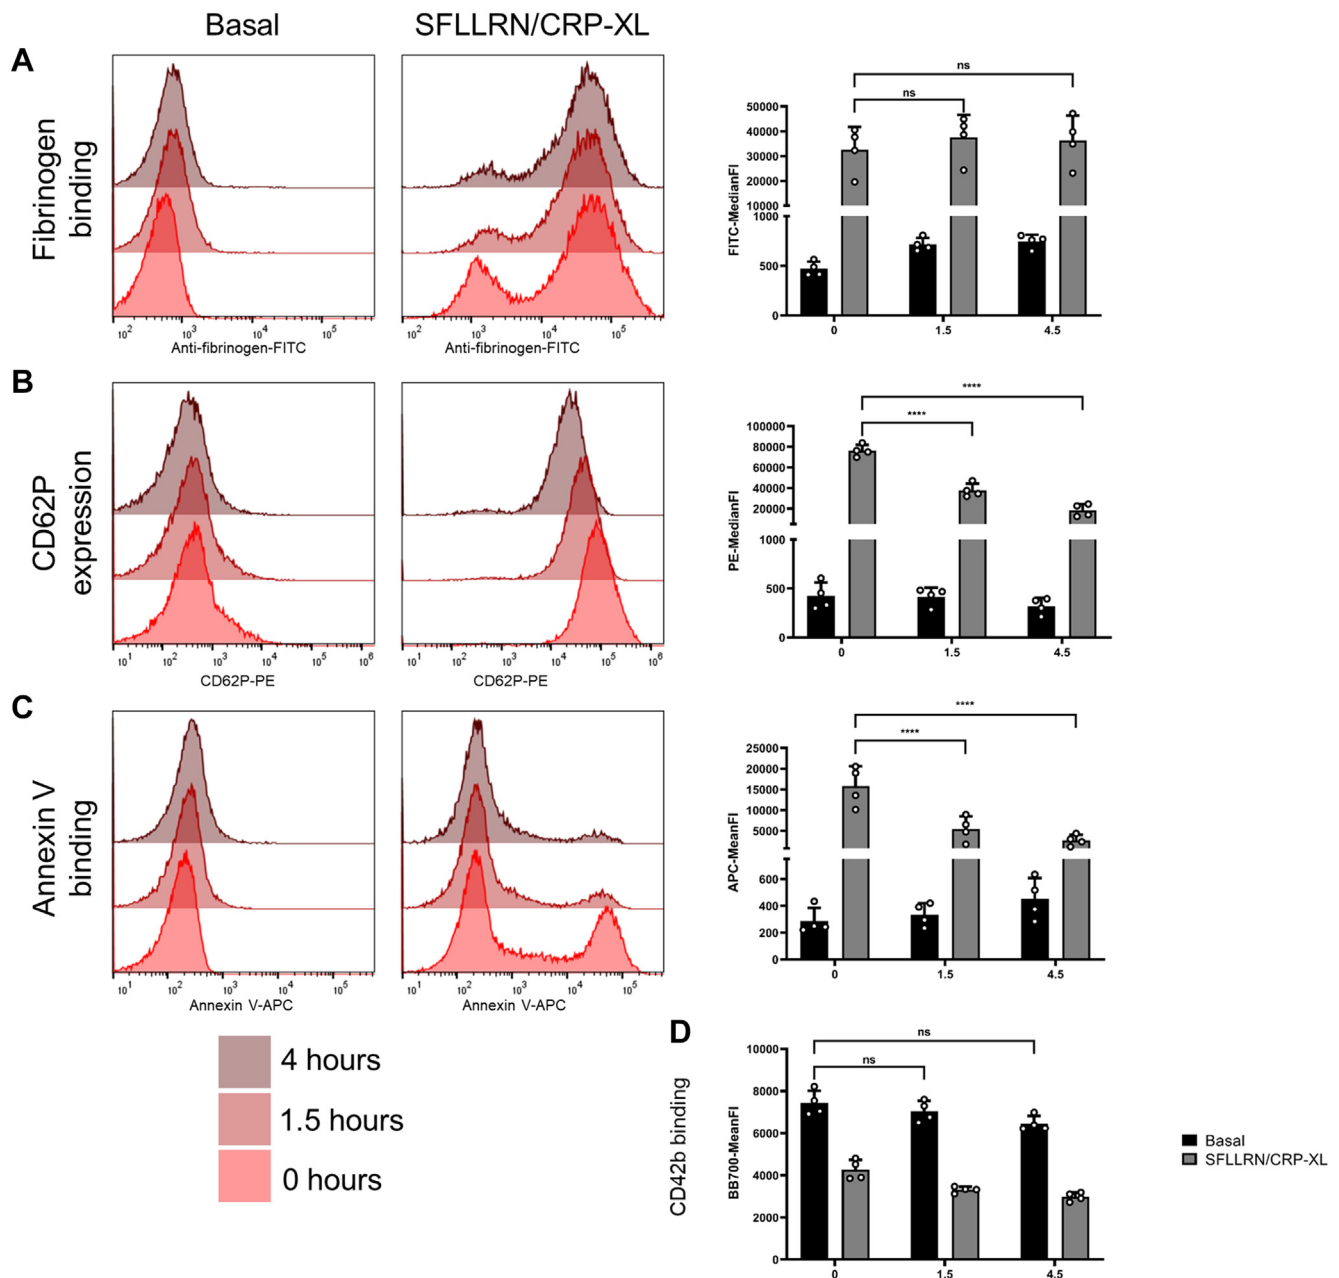 Basal
SFLLRN/CRP-XL
A
Fibrinogen
binding
10² 10³ 10⁴ 10⁵
Anti-fibrinogen-FITC
10³ 10⁴ 10⁵
Anti-fibrinogen-FITC
FITC-MedianFI
50000
40000
30000
20000
10000
1000
500
0
ns
ns
0 1.5 4.5
B
CD62P
expression
10¹ 10² 10³ 10⁴ 10⁵ 10⁶
CD62P-PE
10¹ 10² 10³ 10⁴ 10⁵ 10⁶
CD62P-PE
PE-MedianFI
100000
80000
60000
40000
20000
1000
500
0
****
****
0 1.5 4.5
C
Annexin V
binding
10¹ 10² 10³ 10⁴ 10⁵
Annexin V-APC
10¹ 10² 10³ 10⁴ 10⁵
Annexin V-APC
APC-MeanFI
25000
20000
15000
10000
5000
600
400
200
0
****
****
0 1.5 4.5
4 hours
1.5 hours
0 hours
D
CD42b binding
BB700-MeanFI
10000
8000
6000
4000
2000
0
ns
ns
0 1.5 4.5
Basal
SFLLRN/CRP-XL